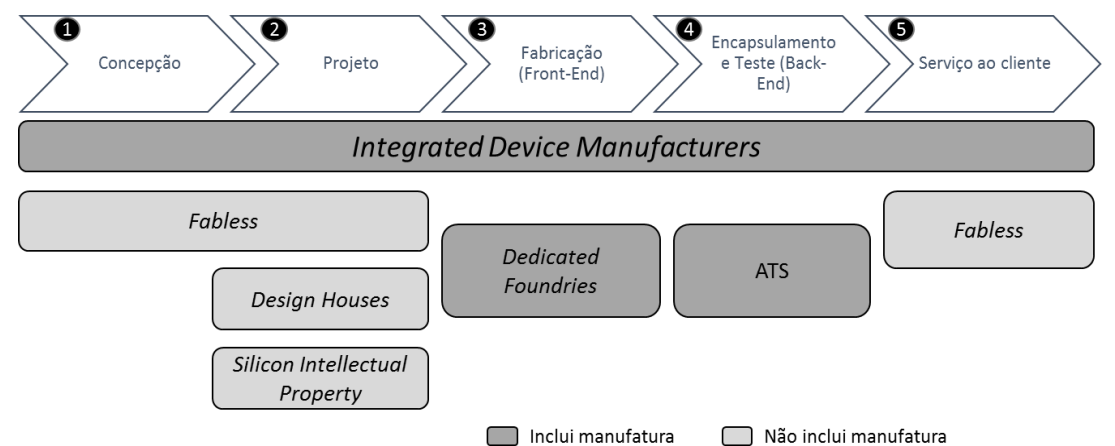 1
Concepção
2
Projeto
3
Fabricação
(Front-End)
4
Encapsulamento
e Teste (Back-
End)
5
Serviço ao cliente
Integrated Device Manufacturers
Fabless
Design Houses
Silicon Intellectual
Property
Dedicated
Foundries
ATS
Fabless
Inclui manufatura
Não inclui manufatura